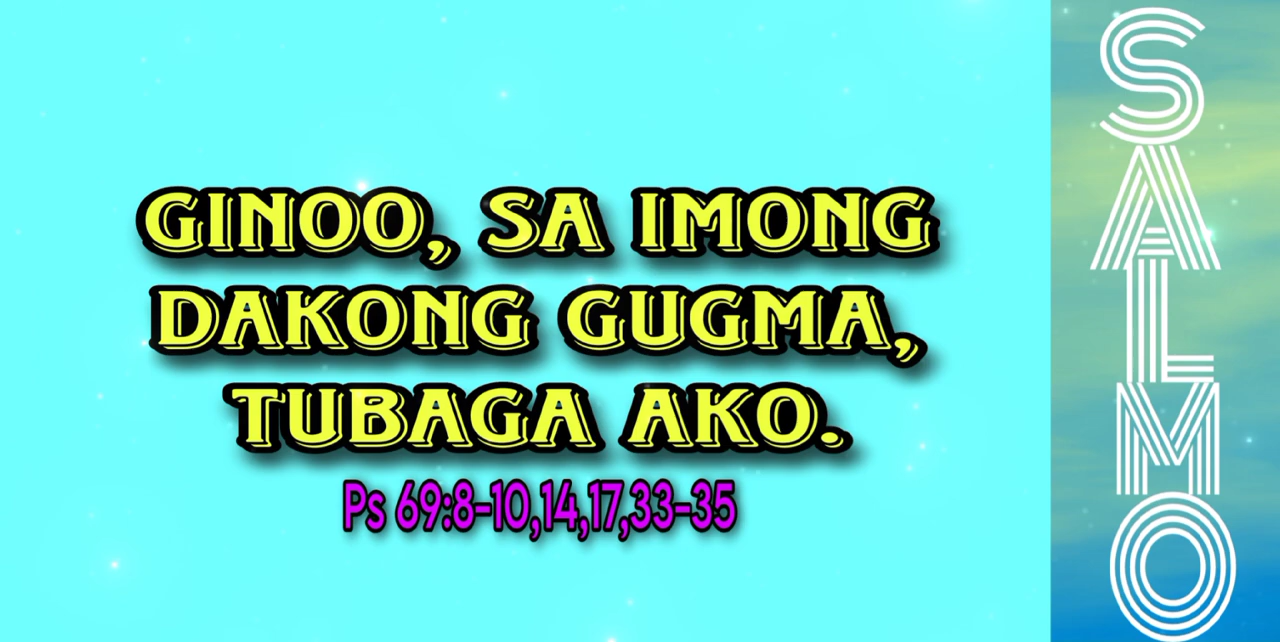 GINOO, SA IMONG
DAKONG GUGMA,
TUBAGA AKO.
Ps 69:8-10,14,17,33-35
SALMO